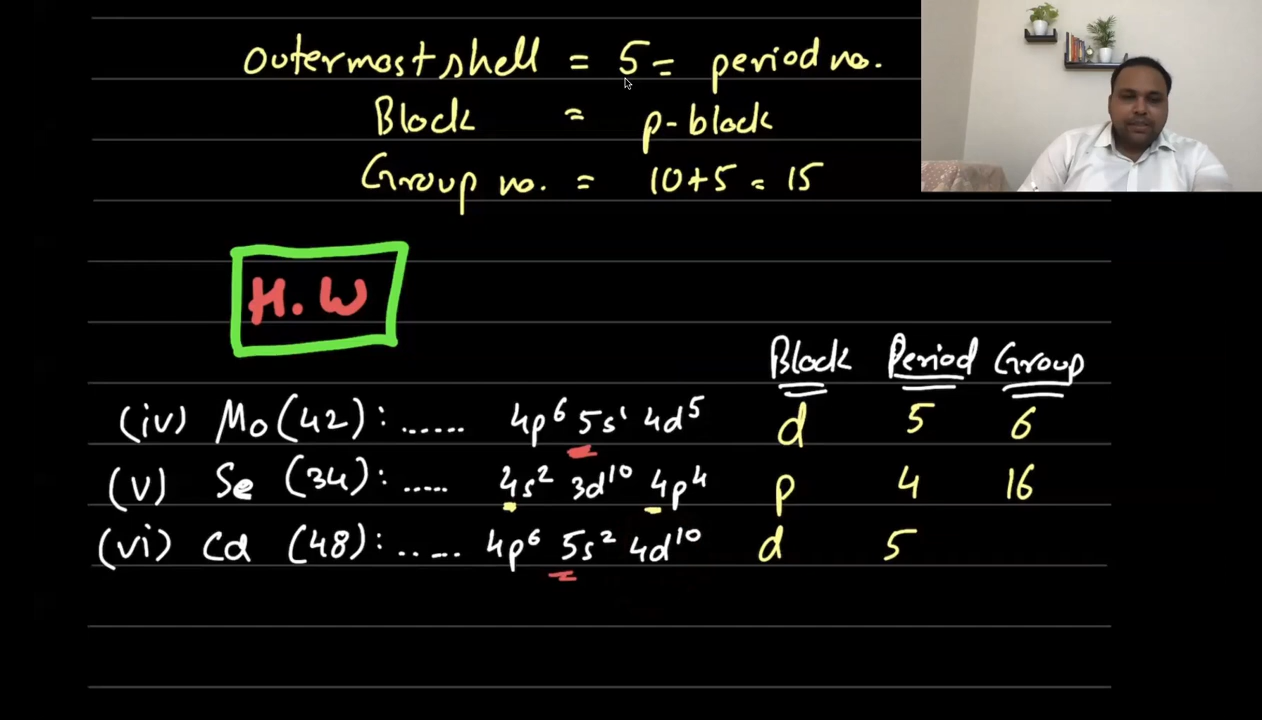 Outermost shell = 5 = period no.
Block = p-block
Group no. = 10+5 = 15
H.W
Block Period Group
(iv) Mo(42): ...... 4p⁶ 5s¹ 4d⁵ d 5 6
(v) Se (34): ..... 4s² 3d¹⁰ 4p⁴ p 4 16
(vi) Cd (48): ..... 4p⁶ 5s² 4d¹⁰ d 5